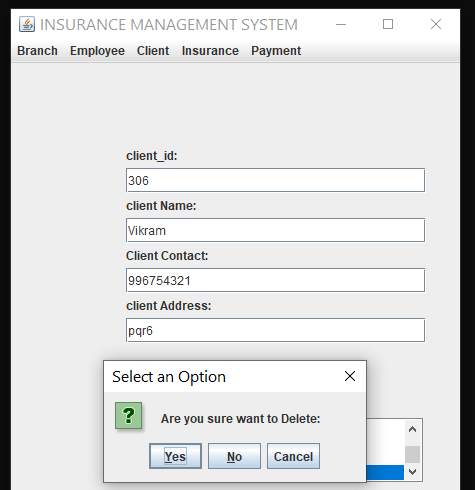 INSURANCE MANAGEMENT SYSTEM
Branch Employee Client Insurance Payment
client_id:
306
client Name:
Vikram
Client Contact:
996754321
client Address:
pqr6
Select an Option
? Are you sure want to Delete:
Yes No Cancel